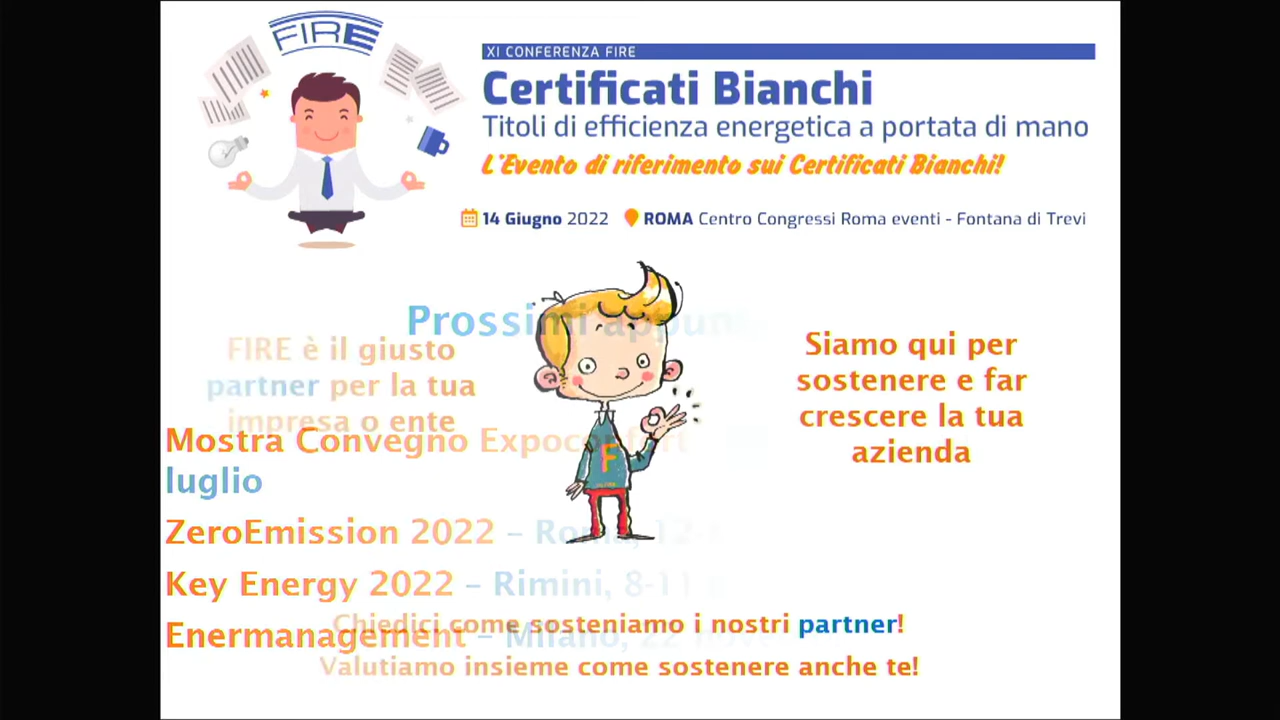 FIRE
XI CONFERENZA FIRE
Certificati Bianchi
Titoli di efficienza energetica a portata di mano
L'Evento di riferimento sui Certificati Bianchi!
14 Giugno 2022 ROMA Centro Congressi Roma eventi - Fontana di Trevi
Prossimi
FIRE è il giusto
partner per la tua
impresa o ente
Siamo qui per
sostenere e far
crescere la tua
azienda
Mostra Convegno Expocomfort
luglio
ZeroEmission 2022 – Roma,
Key Energy 2022 – Rimini, 8-11
Enermanagement – Milano, 22
F
Chiedici come sosteniamo i nostri partner!
Valutiamo insieme come sostenere anche te!